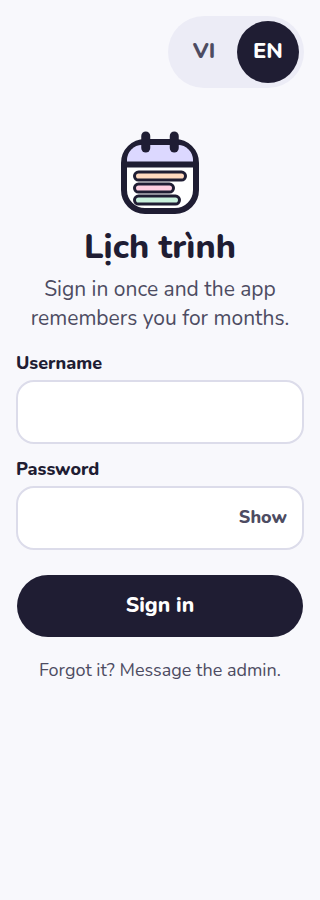 VI EN
Lịch trình
Sign in once and the app
remembers you for months.
Username
Password
Show
Sign in
Forgot it? Message the admin.